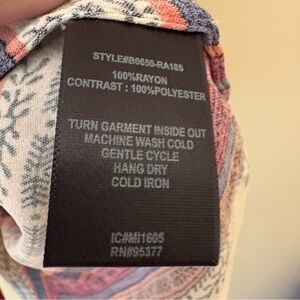 STYLE#B0650-RA185
100%RAYON
CONTRAST : 100%POLYESTER
TURN GARMENT INSIDE OUT
MACHINE WASH COLD
GENTLE CYCLE
HANG DRY
COLD IRON
IC#MI1605
RN#95377